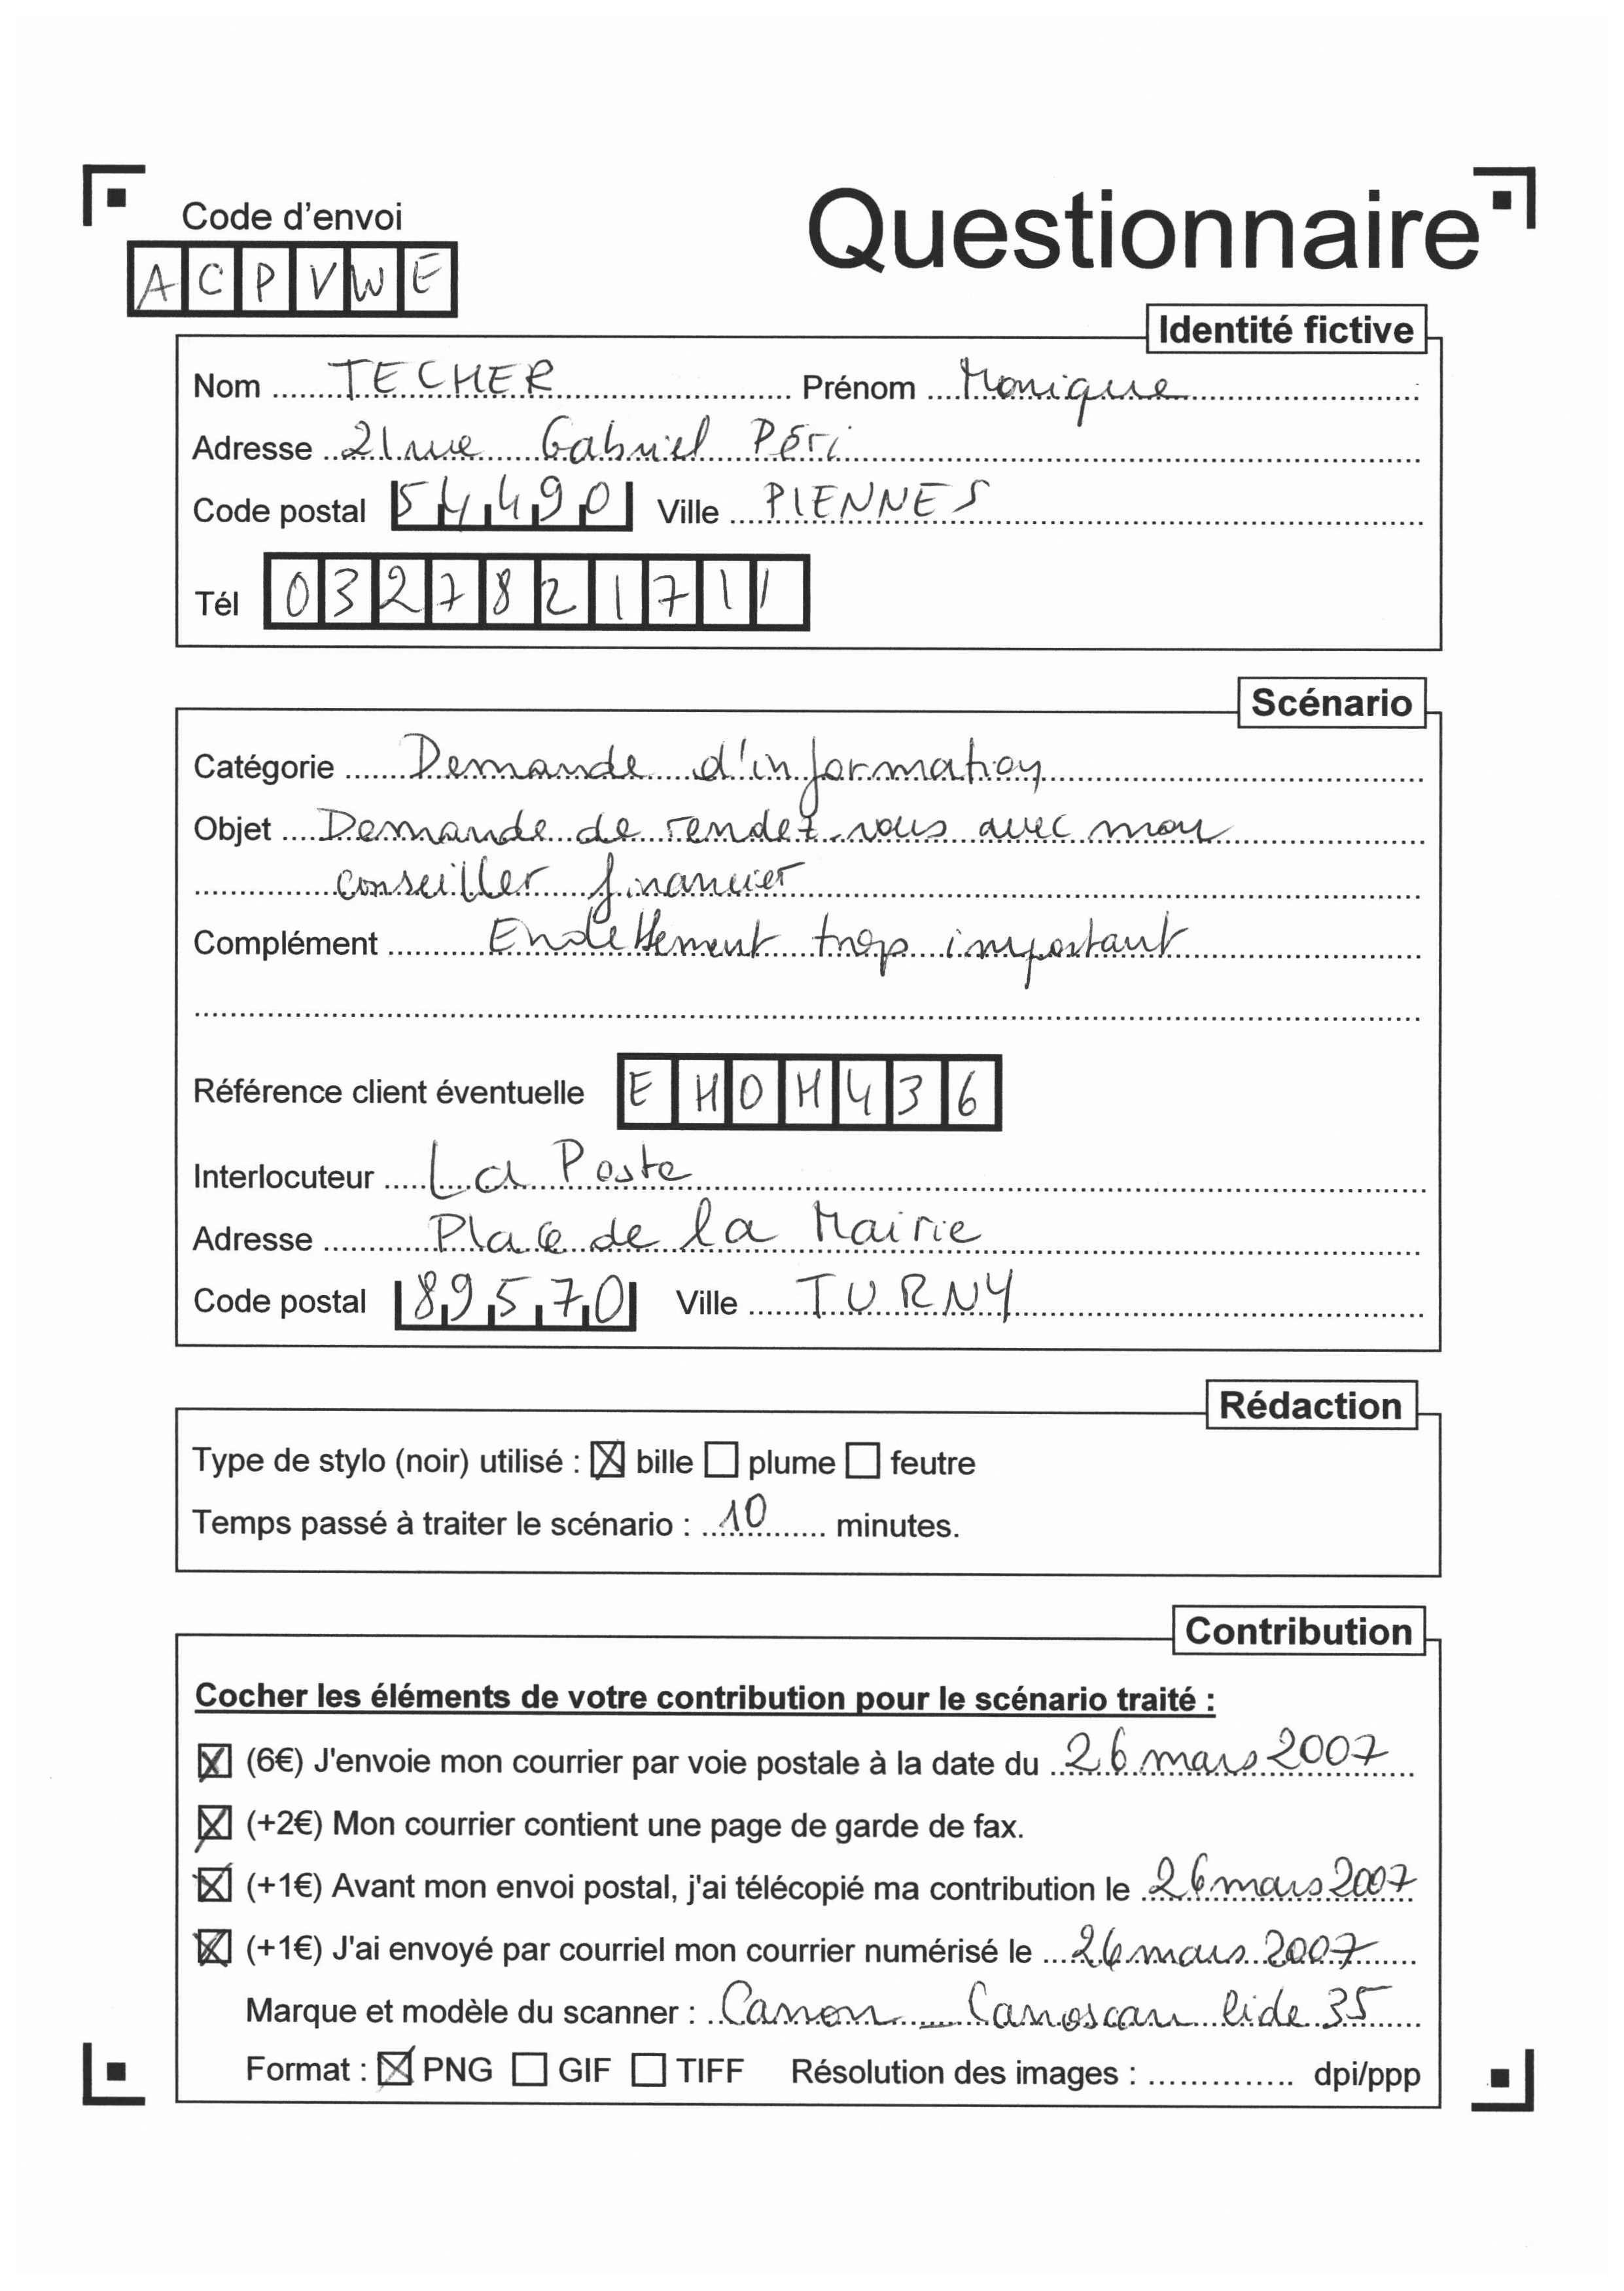 Code d'envoi
Questionnaire
ACPVWE
Identité fictive
Nom TECHER Prénom Monique
Adresse 21 rue Gabriel Péri
Code postal 54490 Ville PIENNES
Tél 0327821711
Scénario
Catégorie Demande d'information
Objet Demande de rendez-vous avec mon
conseiller financier
Complément Endettement trop important
Référence client éventuelle EHOH436
Interlocuteur La Poste
Adresse Place de la Mairie
Code postal 89570 Ville TURNY
Rédaction
Type de stylo (noir) utilisé : ☒ bille ☐ plume ☐ feutre
Temps passé à traiter le scénario : 10 minutes.
Contribution
Cocher les éléments de votre contribution pour le scénario traité :
☒ (6€) J'envoie mon courrier par voie postale à la date du 26 mars 2007
☒ (+2€) Mon courrier contient une page de garde de fax.
☒ (+1€) Avant mon envoi postal, j'ai télécopié ma contribution le 26 mars 2007
☒ (+1€) J'ai envoyé par courriel mon courrier numérisé le 26 mars 2007
Marque et modèle du scanner : Canon _ Canoscan lide 35
Format : ☒ PNG ☐ GIF ☐ TIFF Résolution des images : .............. dpi/ppp